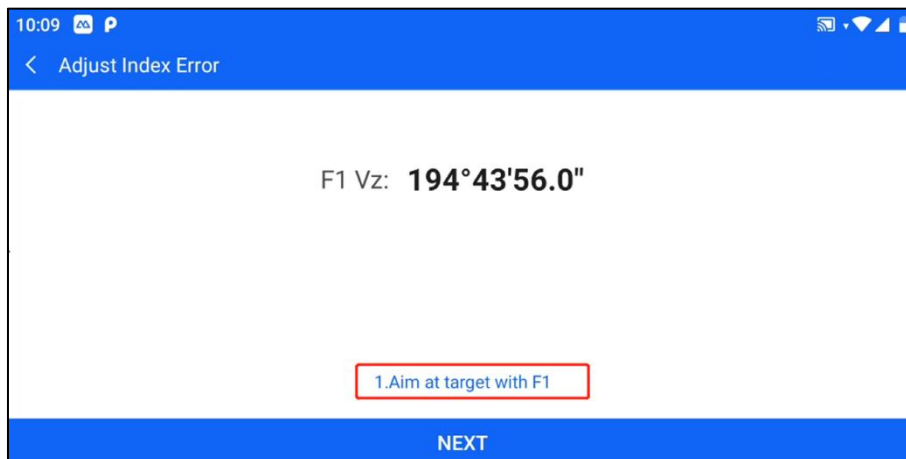 10:09 P
Adjust Index Error
F1 Vz: 194°43'56.0"
1.Aim at target with F1
NEXT